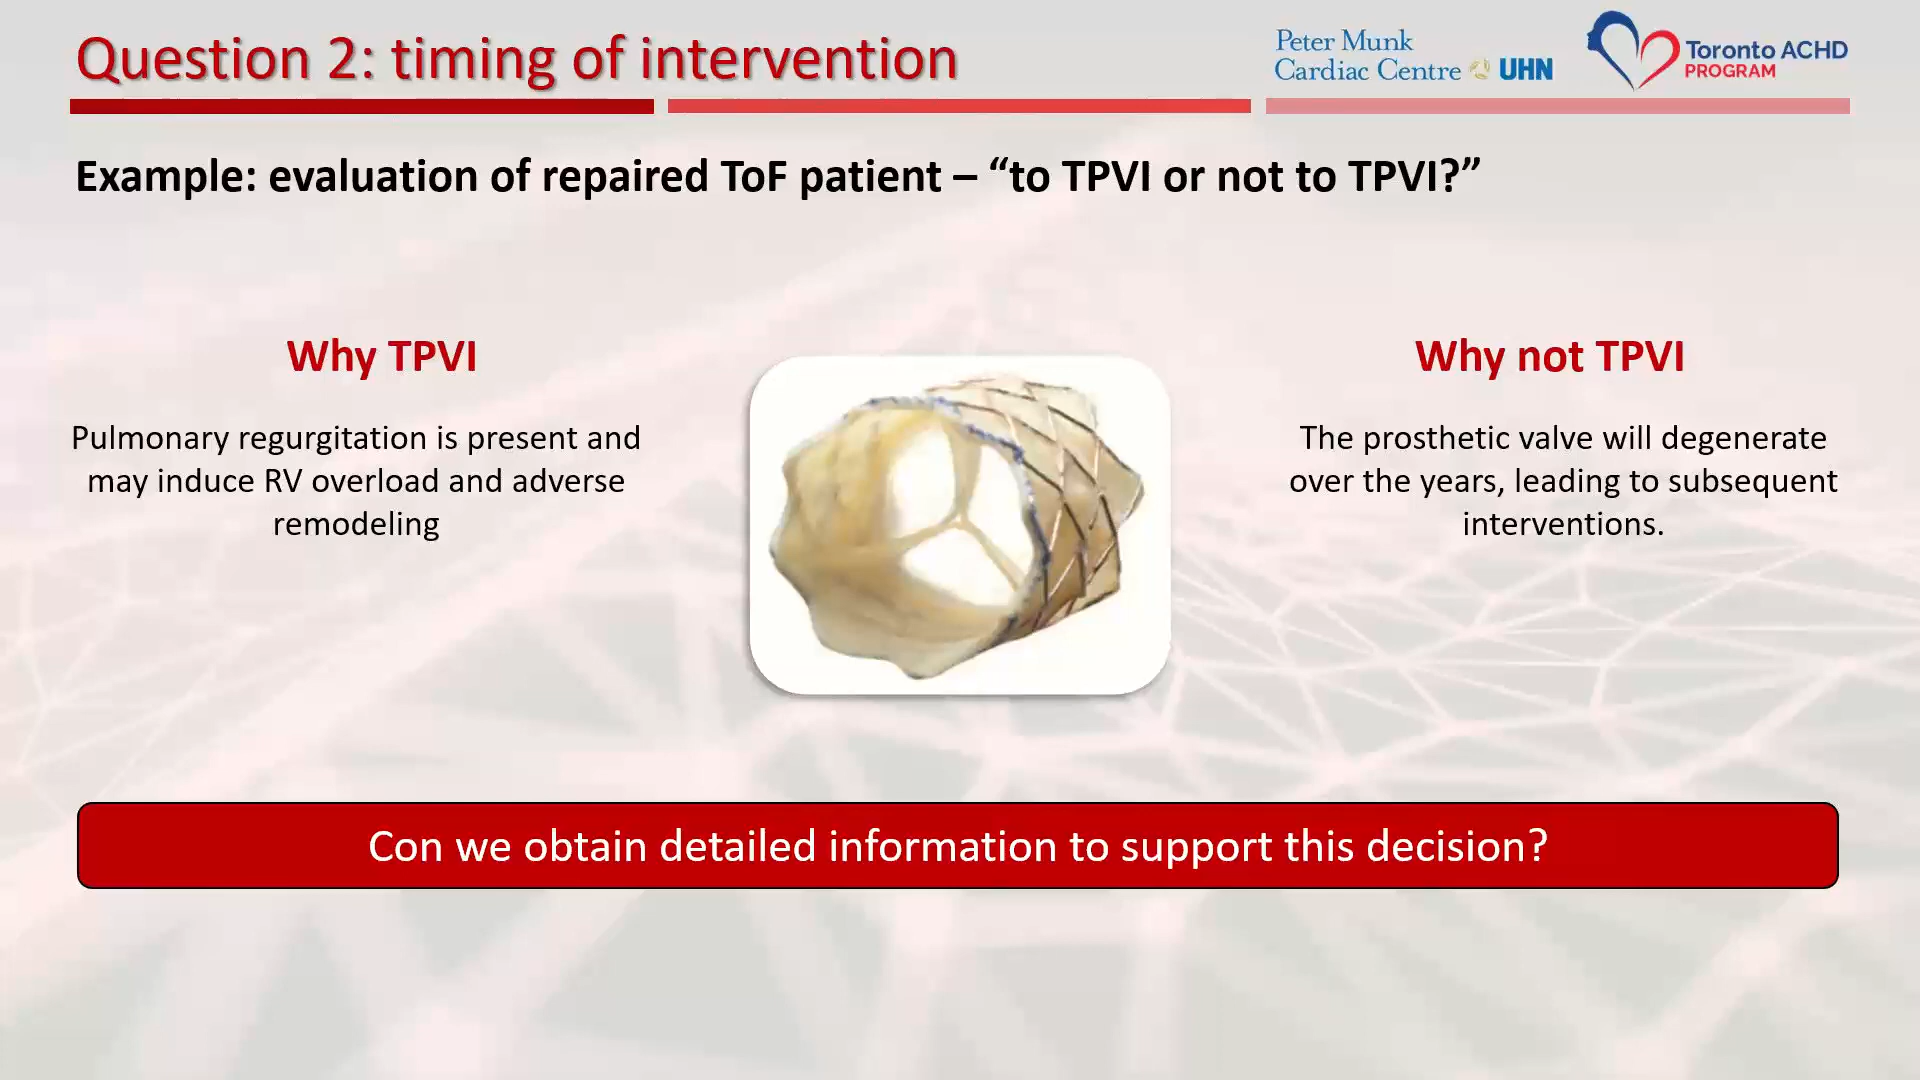 Question 2: timing of intervention
Peter Munk
Cardiac Centre UHN
Toronto ACHD
PROGRAM
Example: evaluation of repaired ToF patient – “to TPVI or not to TPVI?”
Why TPVI
Pulmonary regurgitation is present and
may induce RV overload and adverse
remodeling
Why not TPVI
The prosthetic valve will degenerate
over the years, leading to subsequent
interventions.
Con we obtain detailed information to support this decision?